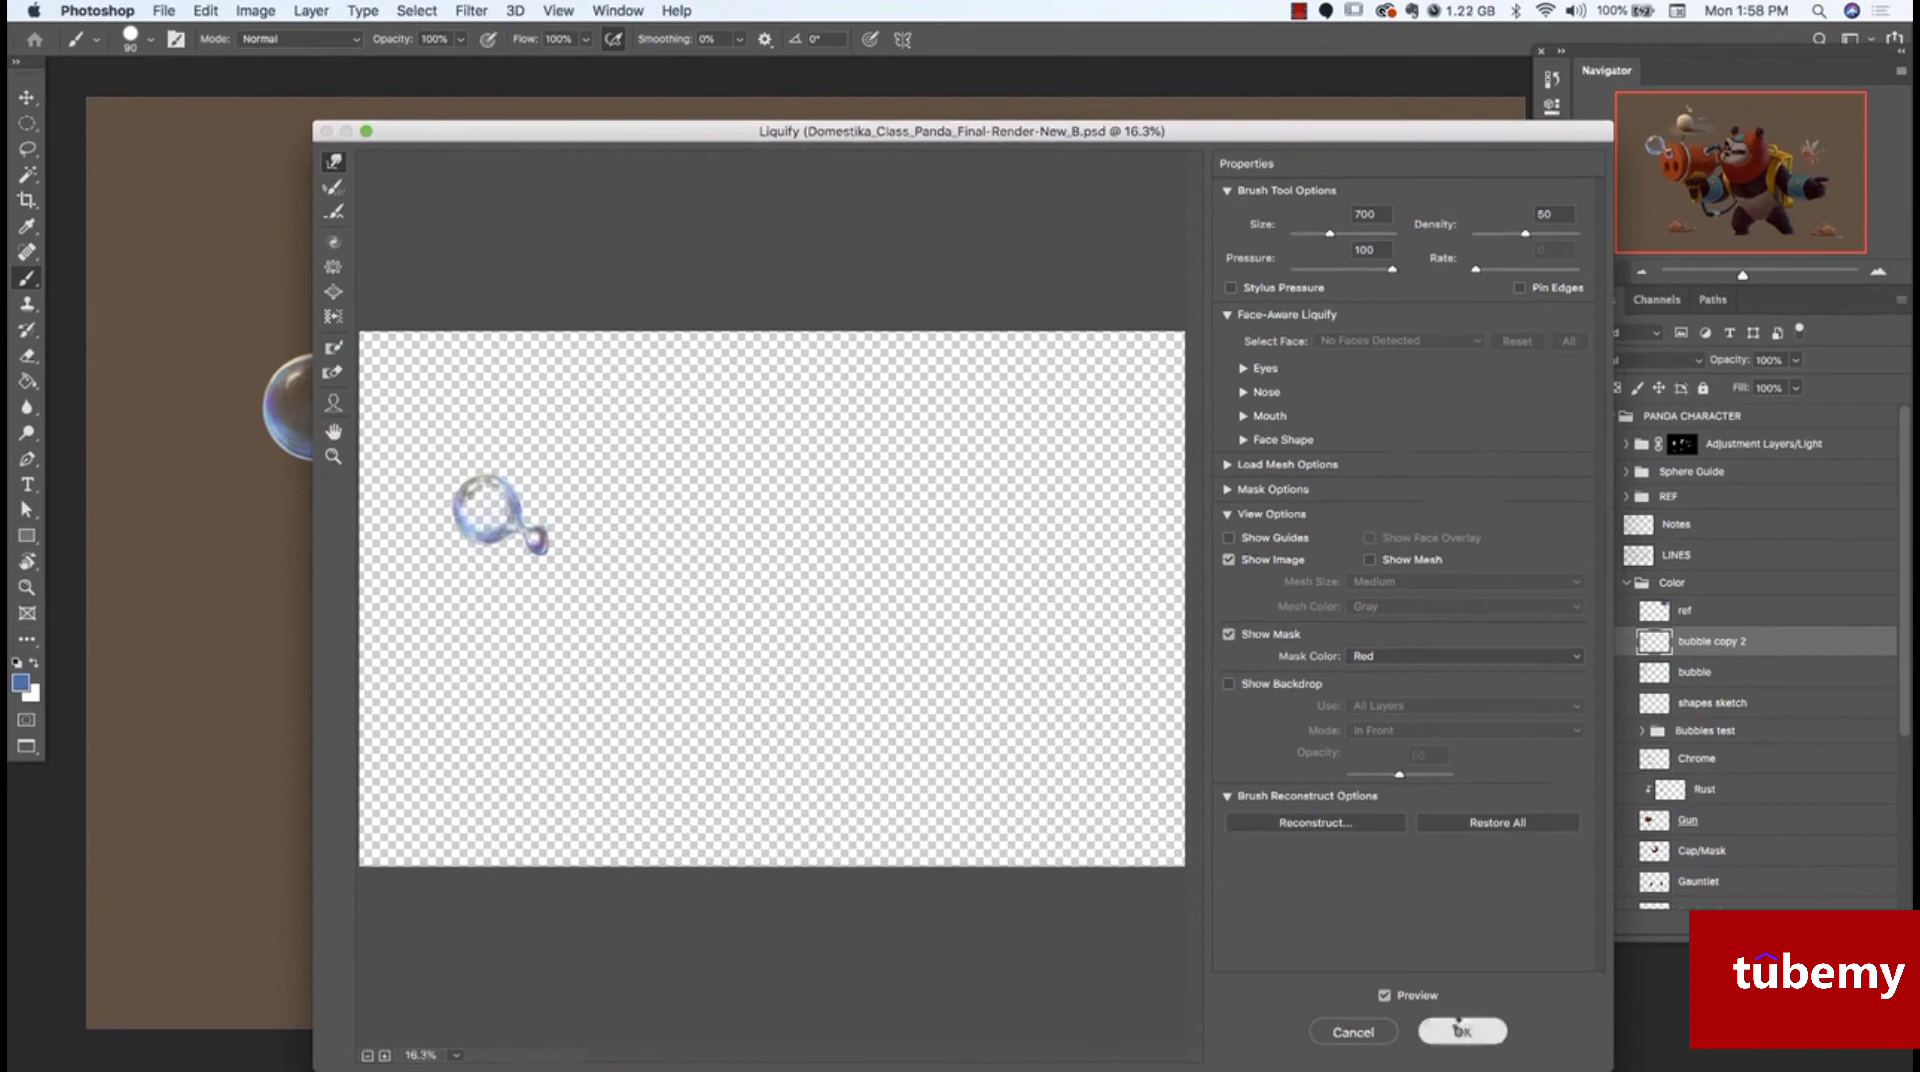 Photoshop File Edit Image Layer Type Select Filter 3D View Window Help 1.22 GB 100% Mon 1:58 PM
90 Mode: Normal Opacity: 100% Flow: 100% Smoothing: 0% 0°
Navigator
Liquify (Domestika_Class_Panda_Final-Render-New_B.psd @ 16.3%)
Properties
Brush Tool Options
Size: 700 Density: 50
Pressure: 100 Rate: 0
Stylus Pressure Pin Edges
Face-Aware Liquify
Select Face: No Faces Detected Reset All
Eyes
Nose
Mouth
Face Shape
Load Mesh Options
Mask Options
View Options
Show Guides Show Face Overlay
Show Image Show Mesh
Mesh Size: Medium
Mesh Color: Gray
Show Mask
Mask Color: Red
Show Backdrop
Use: All Layers
Mode: In Front
Opacity: 50
Brush Reconstruct Options
Reconstruct... Restore All
Preview
Cancel OK
16.3%
Channels Paths
Opacity: 100%
Fill: 100%
PANDA CHARACTER
Adjustment Layers/Light
Sphere Guide
REF
Notes
LINES
Color
ref
bubble copy 2
bubble
shapes sketch
Bubbles test
Chrome
Rust
Gun
Cap/Mask
Gauntlet
tubemy